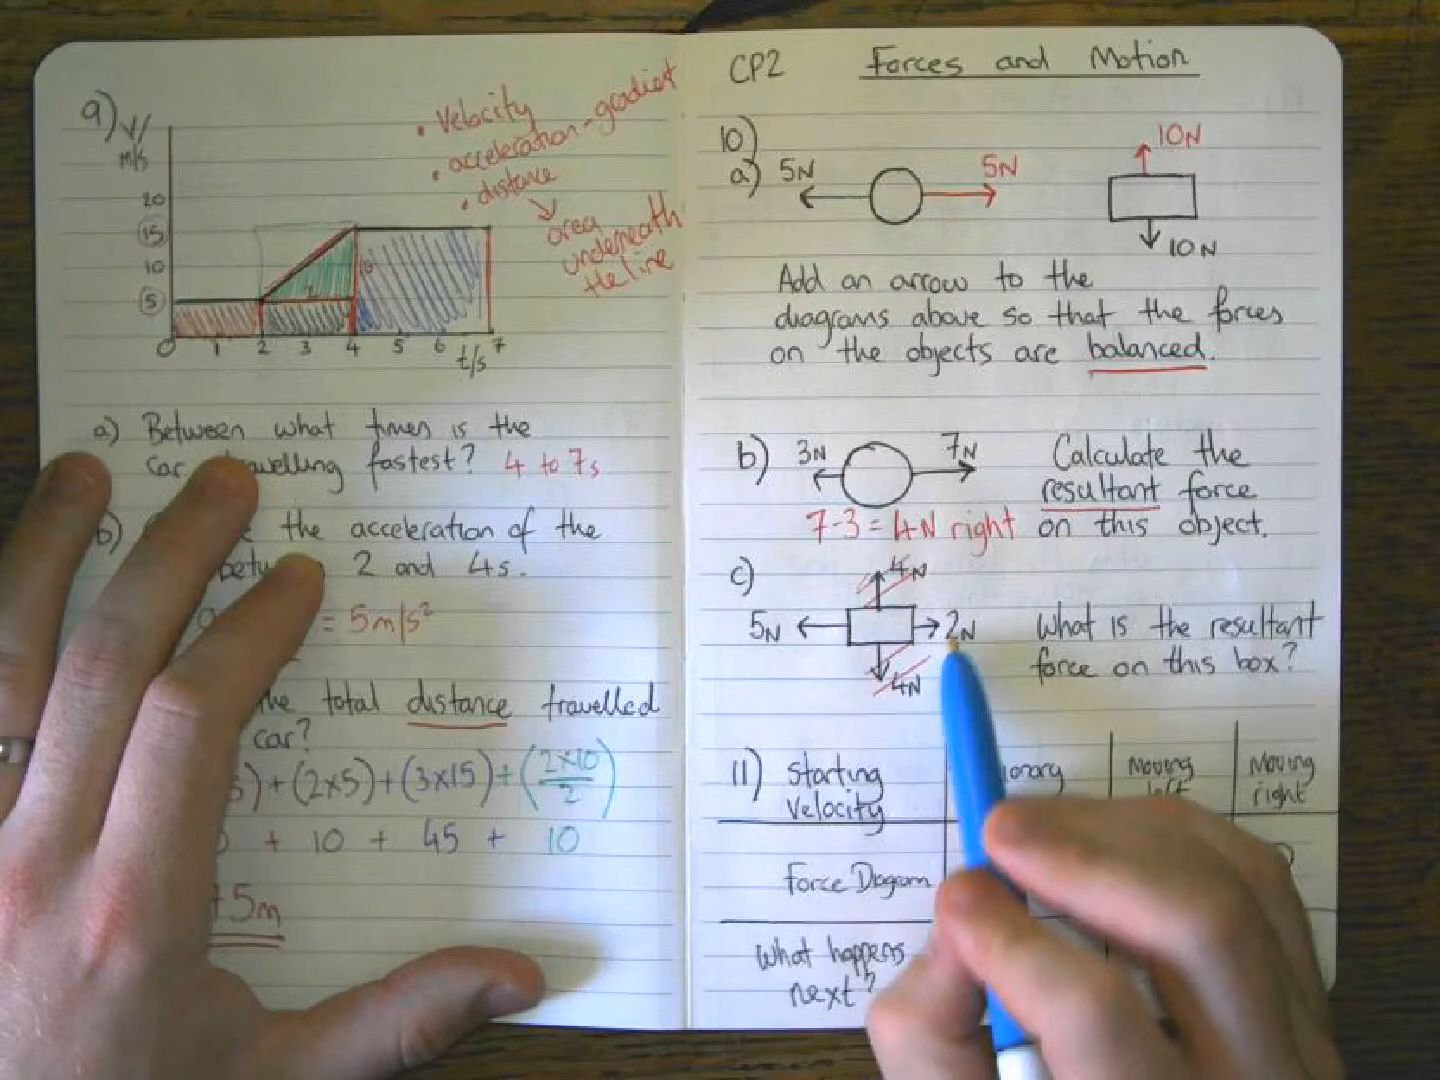 9) V/
m/s
20
15
10
5
0 1 2 3 4 5 6 7
t/s
10
2
• Velocity
• acceleration - gradient
• distance
area
underneath
the line
a) Between what times is the
car travelling fastest? 4 to 7s
b) the acceleration of the
2 and 4s.
= 5m/s²
the total distance travelled
car?
5)+(2x5)+(3x15)+(2x10/2)
+ 10 + 45 + 10
75m
CP2 Forces and Motion
10)
a) 5N 5N 10N
10N
Add an arrow to the
diagrams above so that the forces
on the objects are balanced.
b) 3N 7N Calculate the
resultant force
7-3 = 4N right on this object.
c) 4N
5N 2N What is the resultant
4N force on this box?
11) Starting Moving Moving
Velocity left right
Force Diagram
What happens
next?